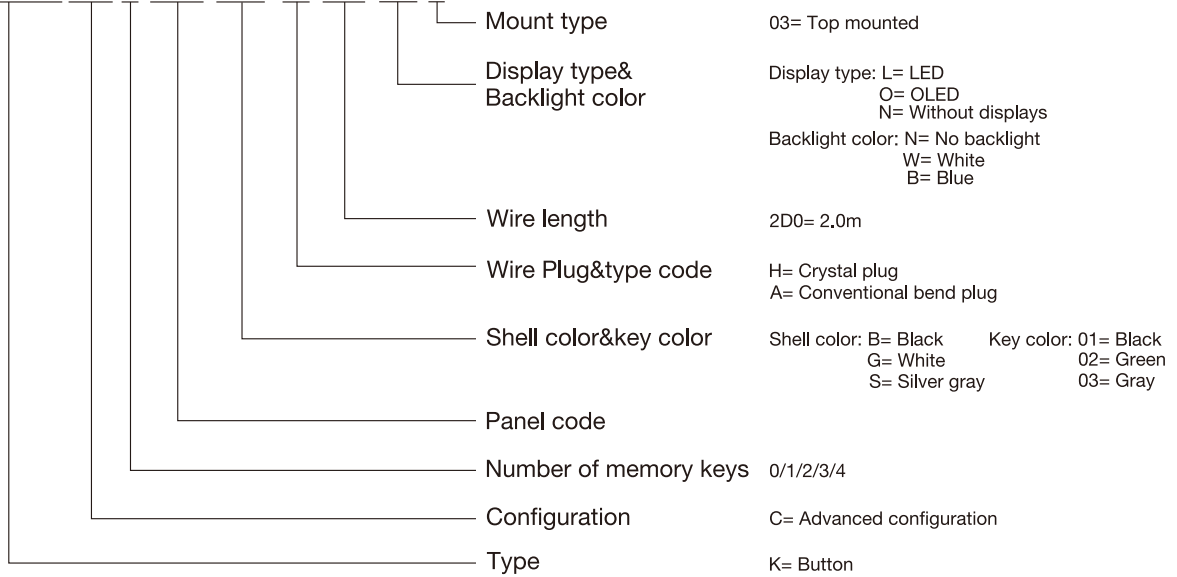 Mount type 03= Top mounted
Display type& Display type: L= LED
Backlight color O= OLED
N= Without displays
Backlight color: N= No backlight
W= White
B= Blue
Wire length 2D0= 2.0m
Wire Plug&type code H= Crystal plug
A= Conventional bend plug
Shell color&key color Shell color: B= Black Key color: 01= Black
G= White 02= Green
S= Silver gray 03= Gray
Panel code
Number of memory keys 0/1/2/3/4
Configuration C= Advanced configuration
Type K= Button